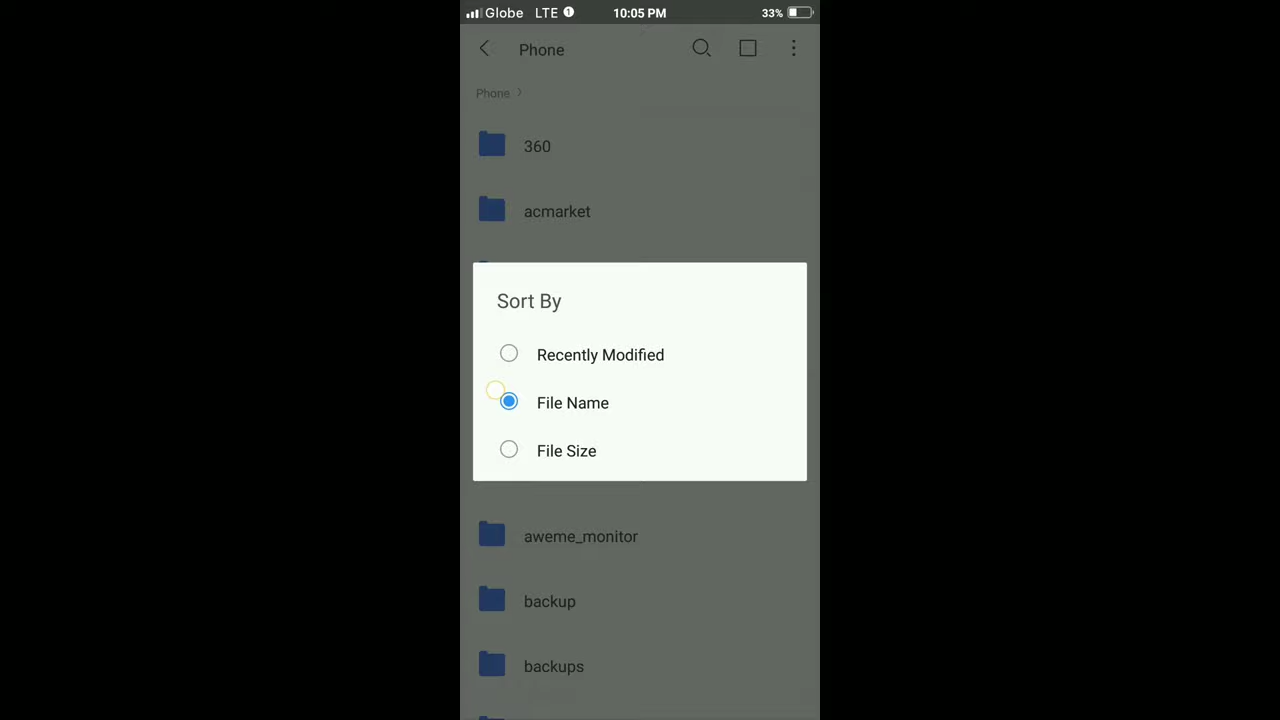 Globe LTE 1 10:05 PM 33%
Phone
Phone
360
acmarket
Sort By
Recently Modified
File Name
File Size
aweme_monitor
backup
backups